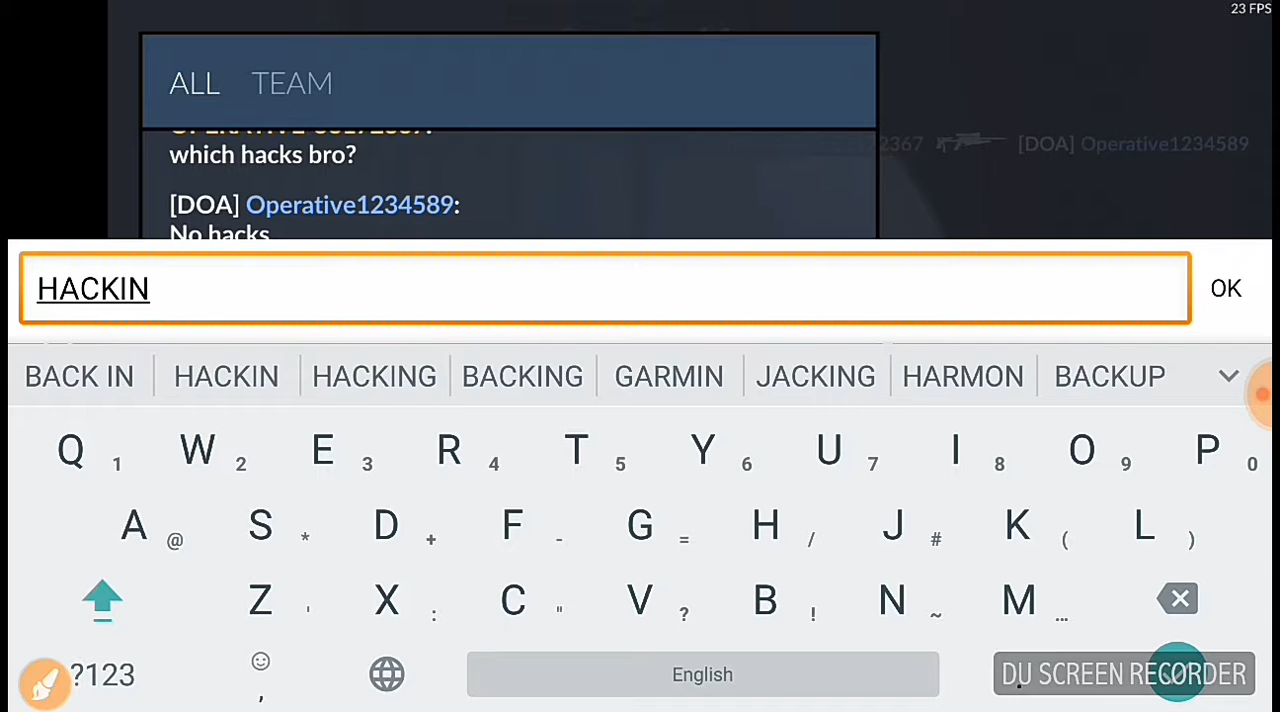 23 FPS
ALL TEAM
which hacks bro?
[DOA] Operative1234589
[DOA] Operative1234589:
No hacks
HACKIN
OK
BACK IN HACKIN HACKING BACKING GARMIN JACKING HARMON BACKUP
Q 1 W 2 E 3 R 4 T 5 Y 6 U 7 I 8 O 9 P 0
A @ S * D + F - G = H / J # K ( L )
Z ' X : C " V ? B ! N ~ M ...
?123 , English .
DU SCREEN RECORDER